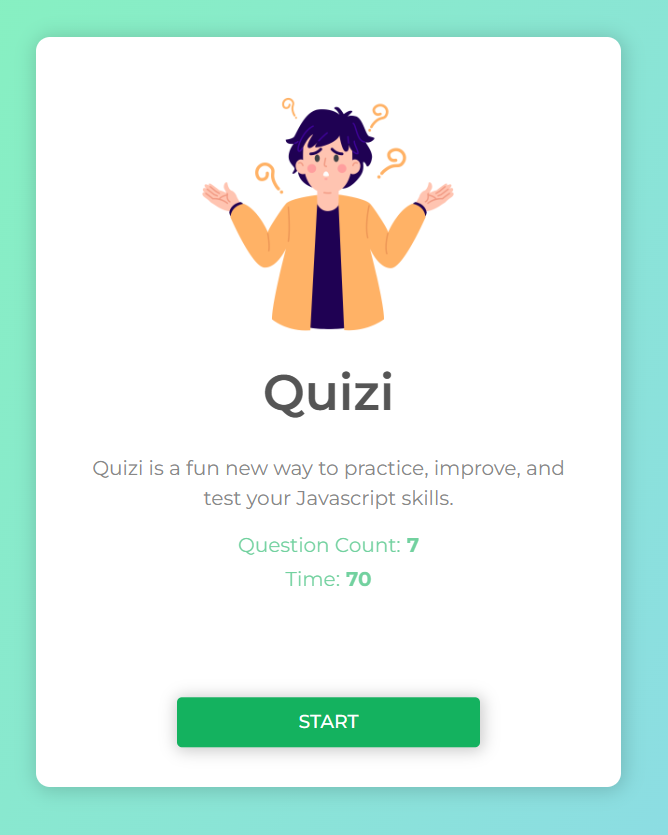 Quizi
Quizi is a fun new way to practice, improve, and
test your Javascript skills.
Question Count: 7
Time: 70
START